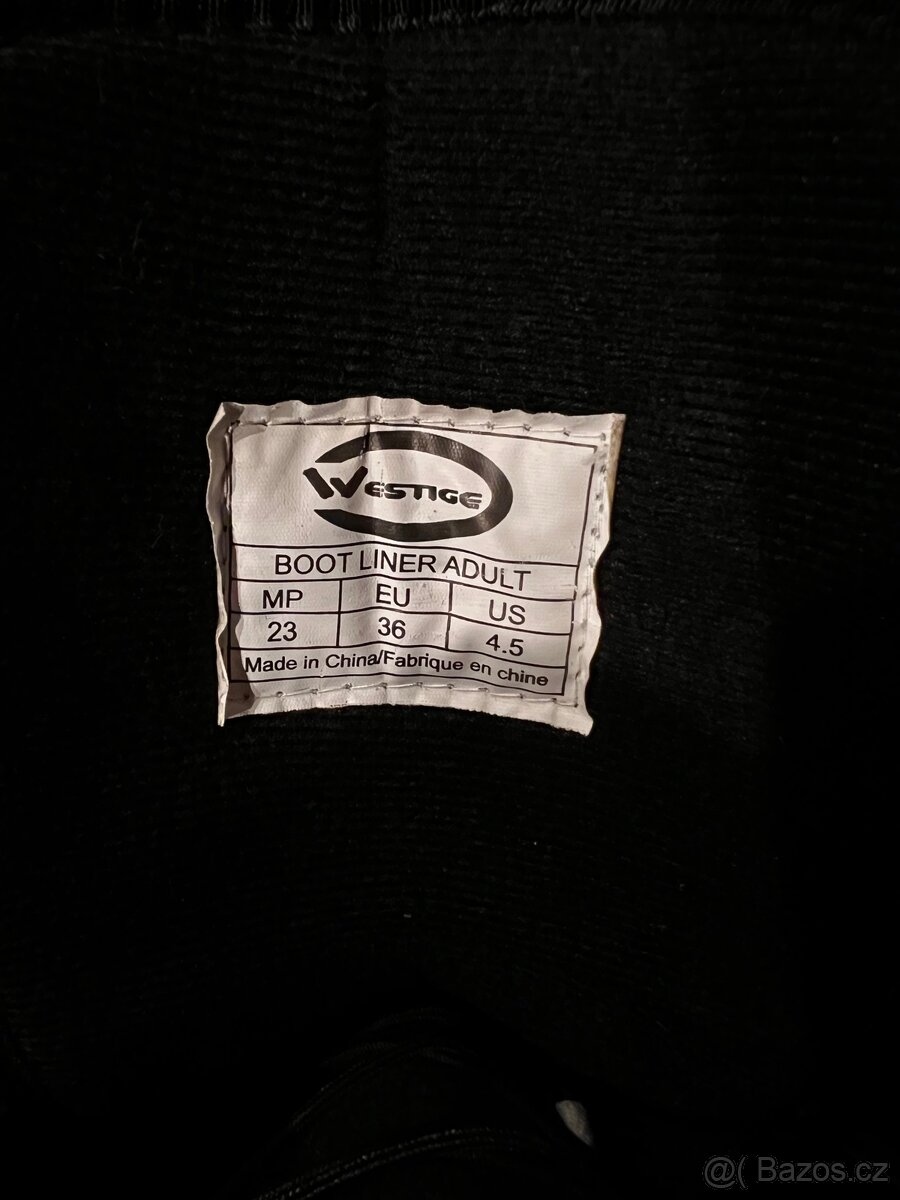 WESTIGE
BOOT LINER ADULT
MP EU US
23 36 4.5
Made in China/Fabrique en chine
@( Bazos.cz